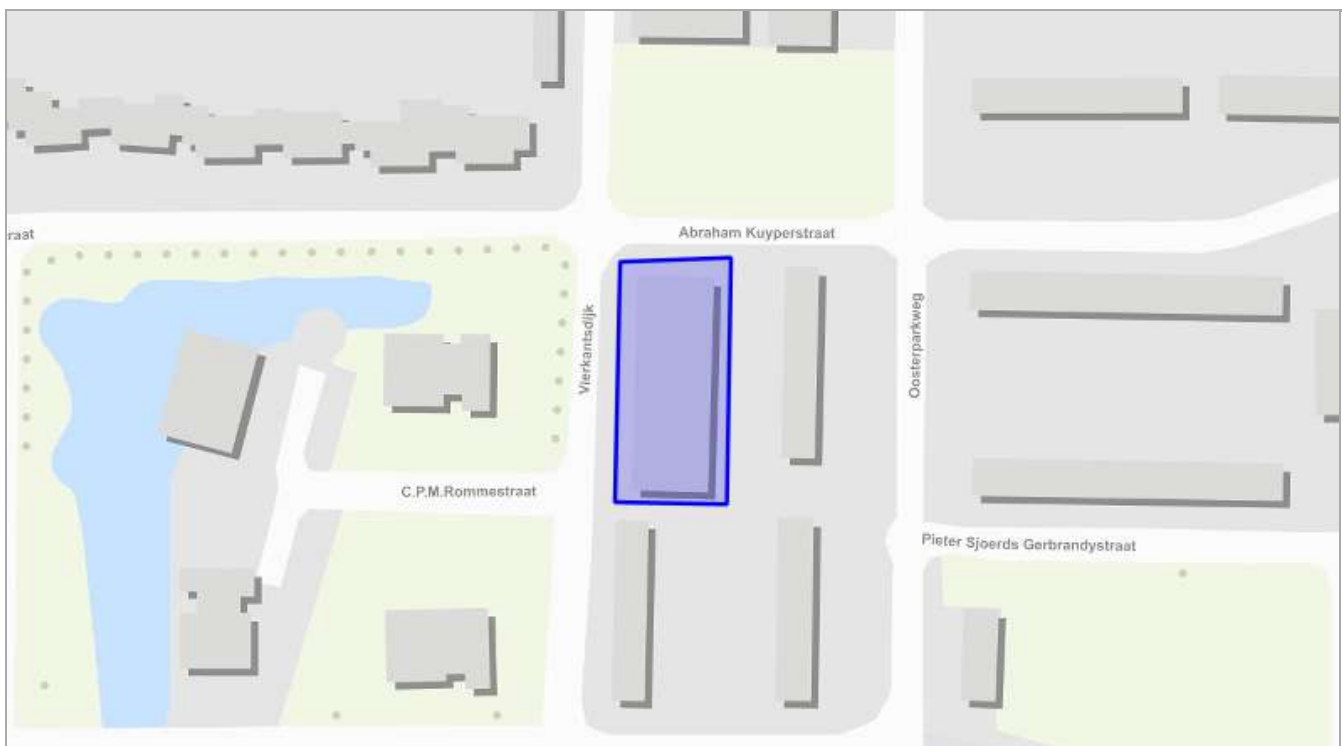 raat
Abraham Kuyperstraat
Vierkantsdijk
Oosterparkweg
C.P.M.Rommestraat
Pieter Sjoerds Gerbrandystraat